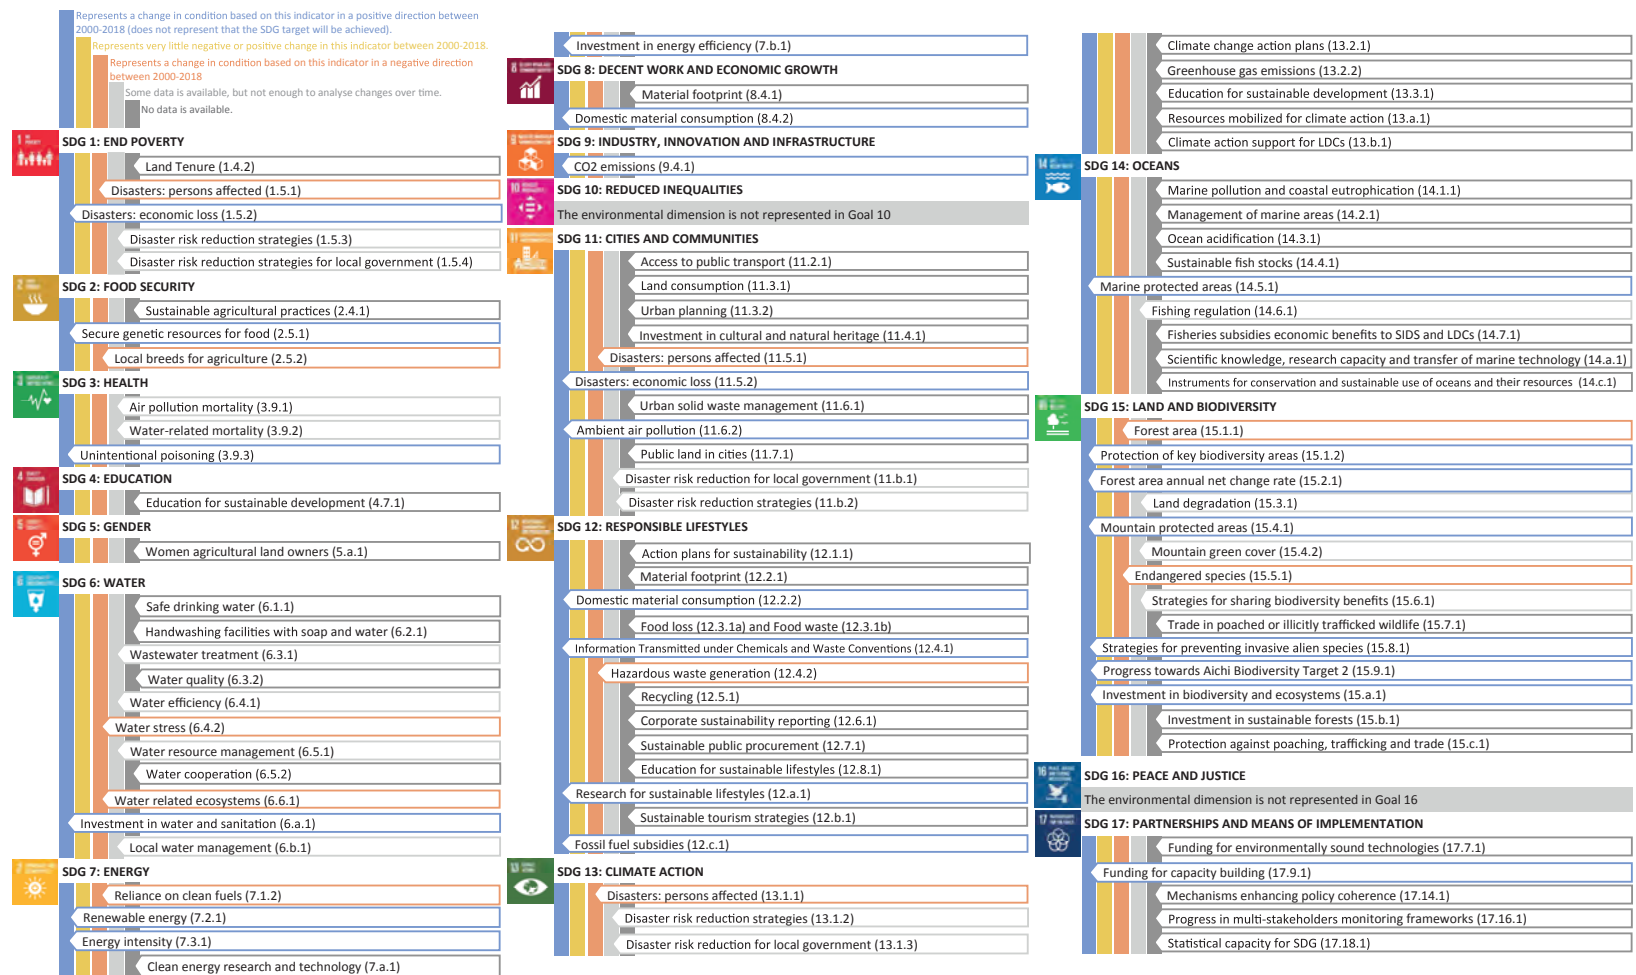 Represents a change in condition based on this indicator in a positive direction between
2000-2018 (does not represent that the SDG target will be achieved).
Represents very little negative or positive change in this indicator between 2000-2018.
Represents a change in condition based on this indicator in a negative direction
between 2000-2018
Some data is available, but not enough to analyse changes over time.
No data is available.
1
SDG 1: END POVERTY
Land Tenure (1.4.2)
Disasters: persons affected (1.5.1)
Disasters: economic loss (1.5.2)
Disaster risk reduction strategies (1.5.3)
Disaster risk reduction strategies for local government (1.5.4)
2
SDG 2: FOOD SECURITY
Sustainable agricultural practices (2.4.1)
Secure genetic resources for food (2.5.1)
Local breeds for agriculture (2.5.2)
3
SDG 3: HEALTH
Air pollution mortality (3.9.1)
Water-related mortality (3.9.2)
Unintentional poisoning (3.9.3)
4
SDG 4: EDUCATION
Education for sustainable development (4.7.1)
5
SDG 5: GENDER
Women agricultural land owners (5.a.1)
6
SDG 6: WATER
Safe drinking water (6.1.1)
Handwashing facilities with soap and water (6.2.1)
Wastewater treatment (6.3.1)
Water quality (6.3.2)
Water efficiency (6.4.1)
Water stress (6.4.2)
Water resource management (6.5.1)
Water cooperation (6.5.2)
Water related ecosystems (6.6.1)
Investment in water and sanitation (6.a.1)
Local water management (6.b.1)
7
SDG 7: ENERGY
Reliance on clean fuels (7.1.2)
Renewable energy (7.2.1)
Energy intensity (7.3.1)
Clean energy research and technology (7.a.1)
Investment in energy efficiency (7.b.1)
8
SDG 8: DECENT WORK AND ECONOMIC GROWTH
Material footprint (8.4.1)
Domestic material consumption (8.4.2)
9
SDG 9: INDUSTRY, INNOVATION AND INFRASTRUCTURE
CO2 emissions (9.4.1)
10
SDG 10: REDUCED INEQUALITIES
The environmental dimension is not represented in Goal 10
11
SDG 11: CITIES AND COMMUNITIES
Access to public transport (11.2.1)
Land consumption (11.3.1)
Urban planning (11.3.2)
Investment in cultural and natural heritage (11.4.1)
Disasters: persons affected (11.5.1)
Disasters: economic loss (11.5.2)
Urban solid waste management (11.6.1)
Ambient air pollution (11.6.2)
Public land in cities (11.7.1)
Disaster risk reduction for local government (11.b.1)
Disaster risk reduction strategies (11.b.2)
12
SDG 12: RESPONSIBLE LIFESTYLES
Action plans for sustainability (12.1.1)
Material footprint (12.2.1)
Domestic material consumption (12.2.2)
Food loss (12.3.1a) and Food waste (12.3.1b)
Information Transmitted under Chemicals and Waste Conventions (12.4.1)
Hazardous waste generation (12.4.2)
Recycling (12.5.1)
Corporate sustainability reporting (12.6.1)
Sustainable public procurement (12.7.1)
Education for sustainable lifestyles (12.8.1)
Research for sustainable lifestyles (12.a.1)
Sustainable tourism strategies (12.b.1)
Fossil fuel subsidies (12.c.1)
13
SDG 13: CLIMATE ACTION
Disasters: persons affected (13.1.1)
Disaster risk reduction strategies (13.1.2)
Disaster risk reduction for local government (13.1.3)
Climate change action plans (13.2.1)
Greenhouse gas emissions (13.2.2)
Education for sustainable development (13.3.1)
Resources mobilized for climate action (13.a.1)
Climate action support for LDCs (13.b.1)
14
SDG 14: OCEANS
Marine pollution and coastal eutrophication (14.1.1)
Management of marine areas (14.2.1)
Ocean acidification (14.3.1)
Sustainable fish stocks (14.4.1)
Marine protected areas (14.5.1)
Fishing regulation (14.6.1)
Fisheries subsidies economic benefits to SIDS and LDCs (14.7.1)
Scientific knowledge, research capacity and transfer of marine technology (14.a.1)
Instruments for conservation and sustainable use of oceans and their resources (14.c.1)
15
SDG 15: LAND AND BIODIVERSITY
Forest area (15.1.1)
Protection of key biodiversity areas (15.1.2)
Forest area annual net change rate (15.2.1)
Land degradation (15.3.1)
Mountain protected areas (15.4.1)
Mountain green cover (15.4.2)
Endangered species (15.5.1)
Strategies for sharing biodiversity benefits (15.6.1)
Trade in poached or illicitly trafficked wildlife (15.7.1)
Strategies for preventing invasive alien species (15.8.1)
Progress towards Aichi Biodiversity Target 2 (15.9.1)
Investment in biodiversity and ecosystems (15.a.1)
Investment in sustainable forests (15.b.1)
Protection against poaching, trafficking and trade (15.c.1)
16
SDG 16: PEACE AND JUSTICE
The environmental dimension is not represented in Goal 16
17
SDG 17: PARTNERSHIPS AND MEANS OF IMPLEMENTATION
Funding for environmentally sound technologies (17.7.1)
Funding for capacity building (17.9.1)
Mechanisms enhancing policy coherence (17.14.1)
Progress in multi-stakeholders monitoring frameworks (17.16.1)
Statistical capacity for SDG (17.18.1)